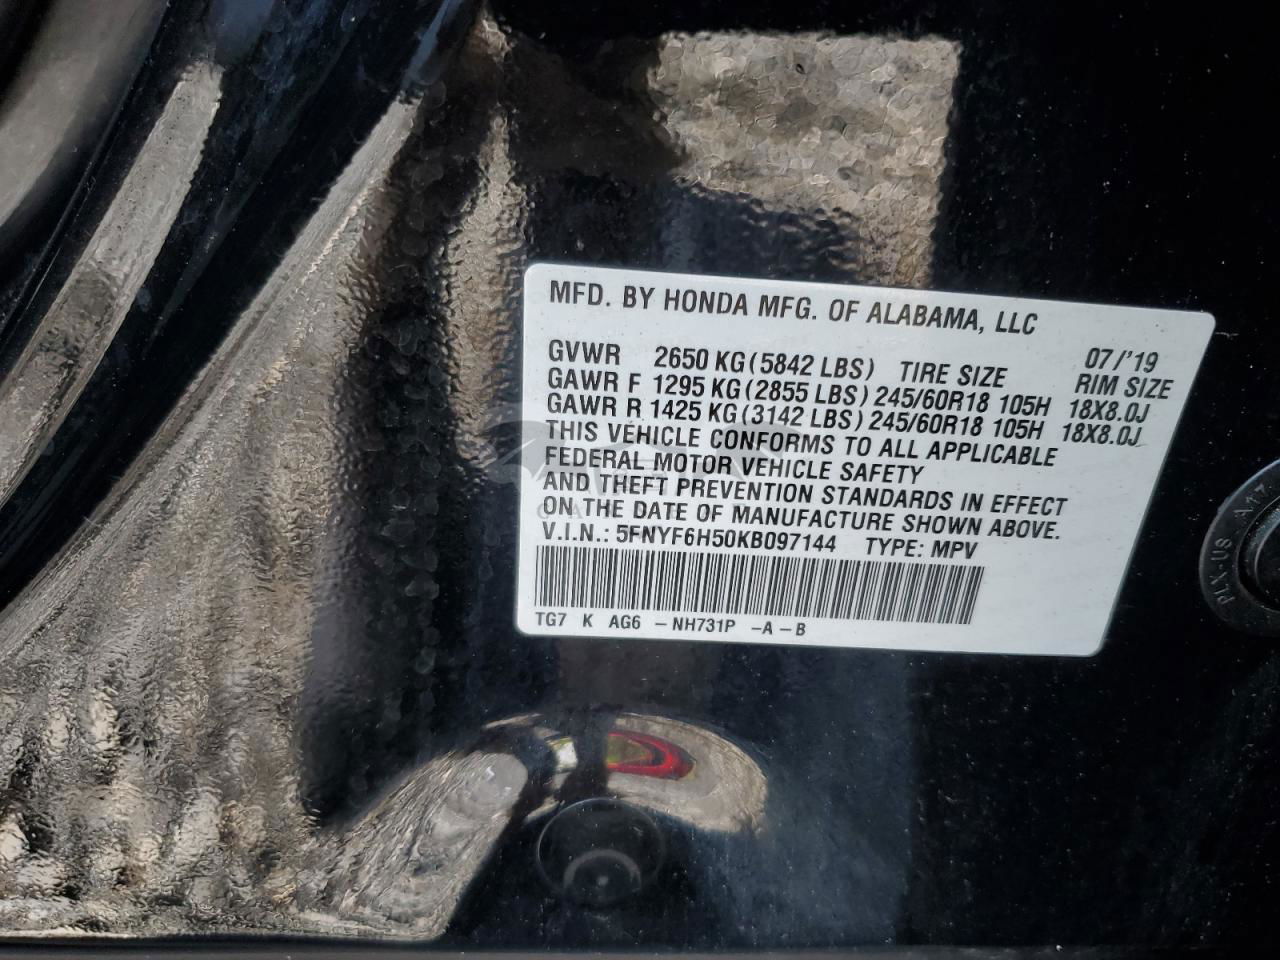 MFD. BY HONDA MFG. OF ALABAMA, LLC
07/'19
GVWR 2650 KG(5842 LBS) TIRE SIZE RIM SIZE
GAWR F 1295 KG(2855 LBS) 245/60R18 105H 18X8.0J
GAWR R 1425 KG(3142 LBS) 245/60R18 105H 18X8.0J
THIS VEHICLE CONFORMS TO ALL APPLICABLE
FEDERAL MOTOR VEHICLE SAFETY
AND THEFT PREVENTION STANDARDS IN EFFECT
ON THE DATE OF MANUFACTURE SHOWN ABOVE.
V.I.N.: 5FNYF6H50KB097144 TYPE: MPV
TG7 K AG6 -NH731P -A-B